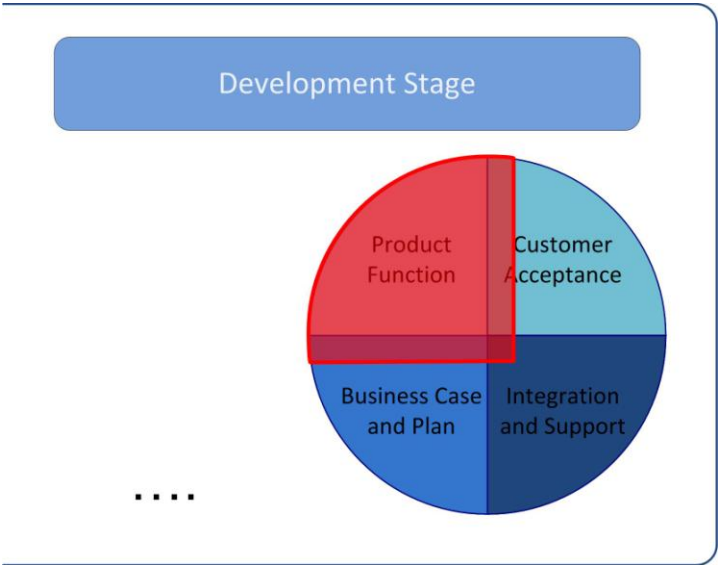 Development Stage
Product
Function
Customer
Acceptance
Business Case
and Plan
Integration
and Support
....